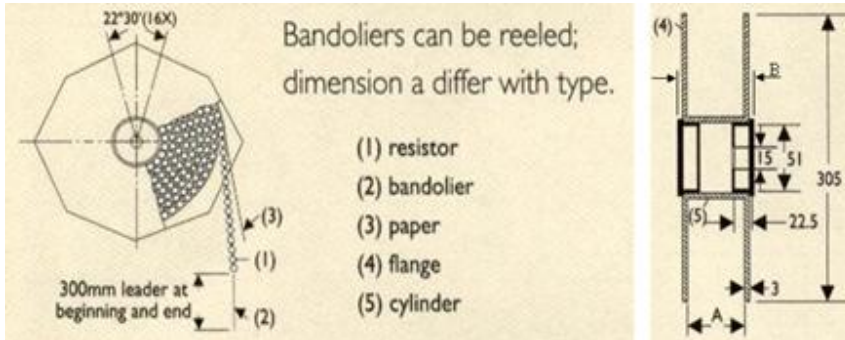 22°30'(16X)
Bandoliers can be reeled;
dimension a differ with type.
(1) resistor
(2) bandolier
(3) paper
(4) flange
(5) cylinder
(3)
(1)
300mm leader at
beginning and end
(2)
(4)
B
15
51
305
(5)
22.5
3
A